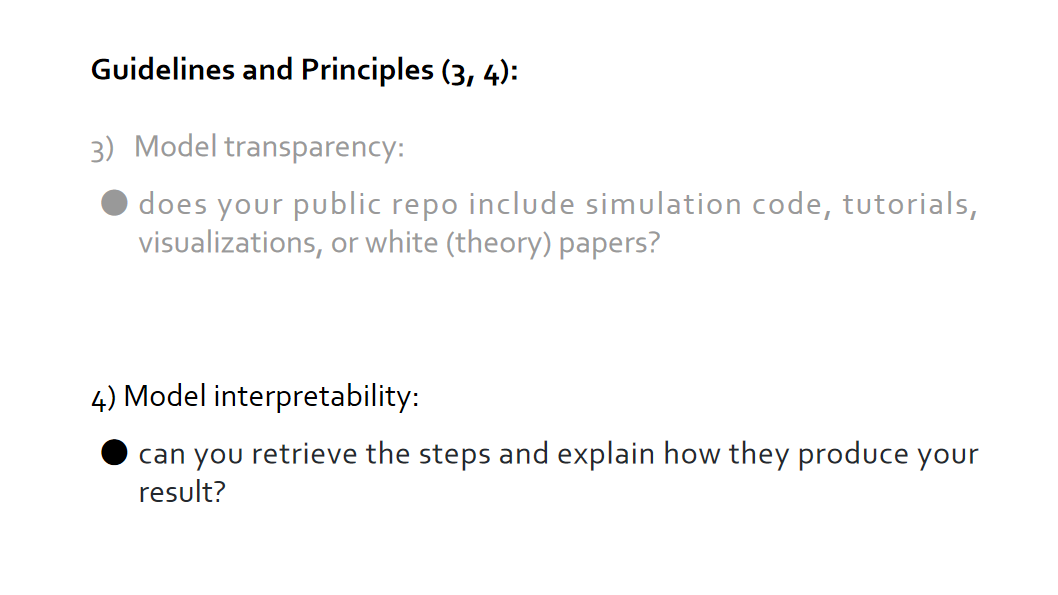 Guidelines and Principles (3, 4):
3) Model transparency:
● does your public repo include simulation code, tutorials,
visualizations, or white (theory) papers?
4) Model interpretability:
● can you retrieve the steps and explain how they produce your
result?